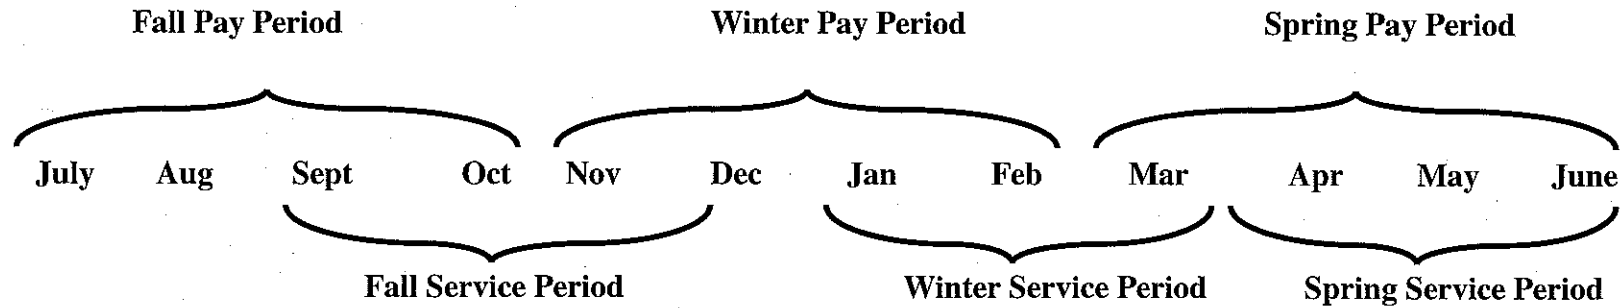 Fall Pay Period Winter Pay Period Spring Pay Period
July Aug Sept Oct Nov Dec Jan Feb Mar Apr May June
Fall Service Period Winter Service Period Spring Service Period